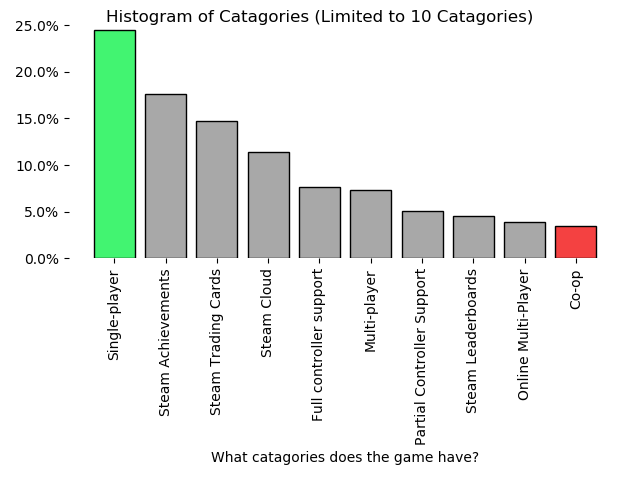 Histogram of Catagories (Limited to 10 Catagories)
25.0%
20.0%
15.0%
10.0%
5.0%
0.0%
Single-player
Steam Achievements
Steam Trading Cards
Steam Cloud
Full controller support
Multi-player
Partial Controller Support
Steam Leaderboards
Online Multi-Player
Co-op
What catagories does the game have?